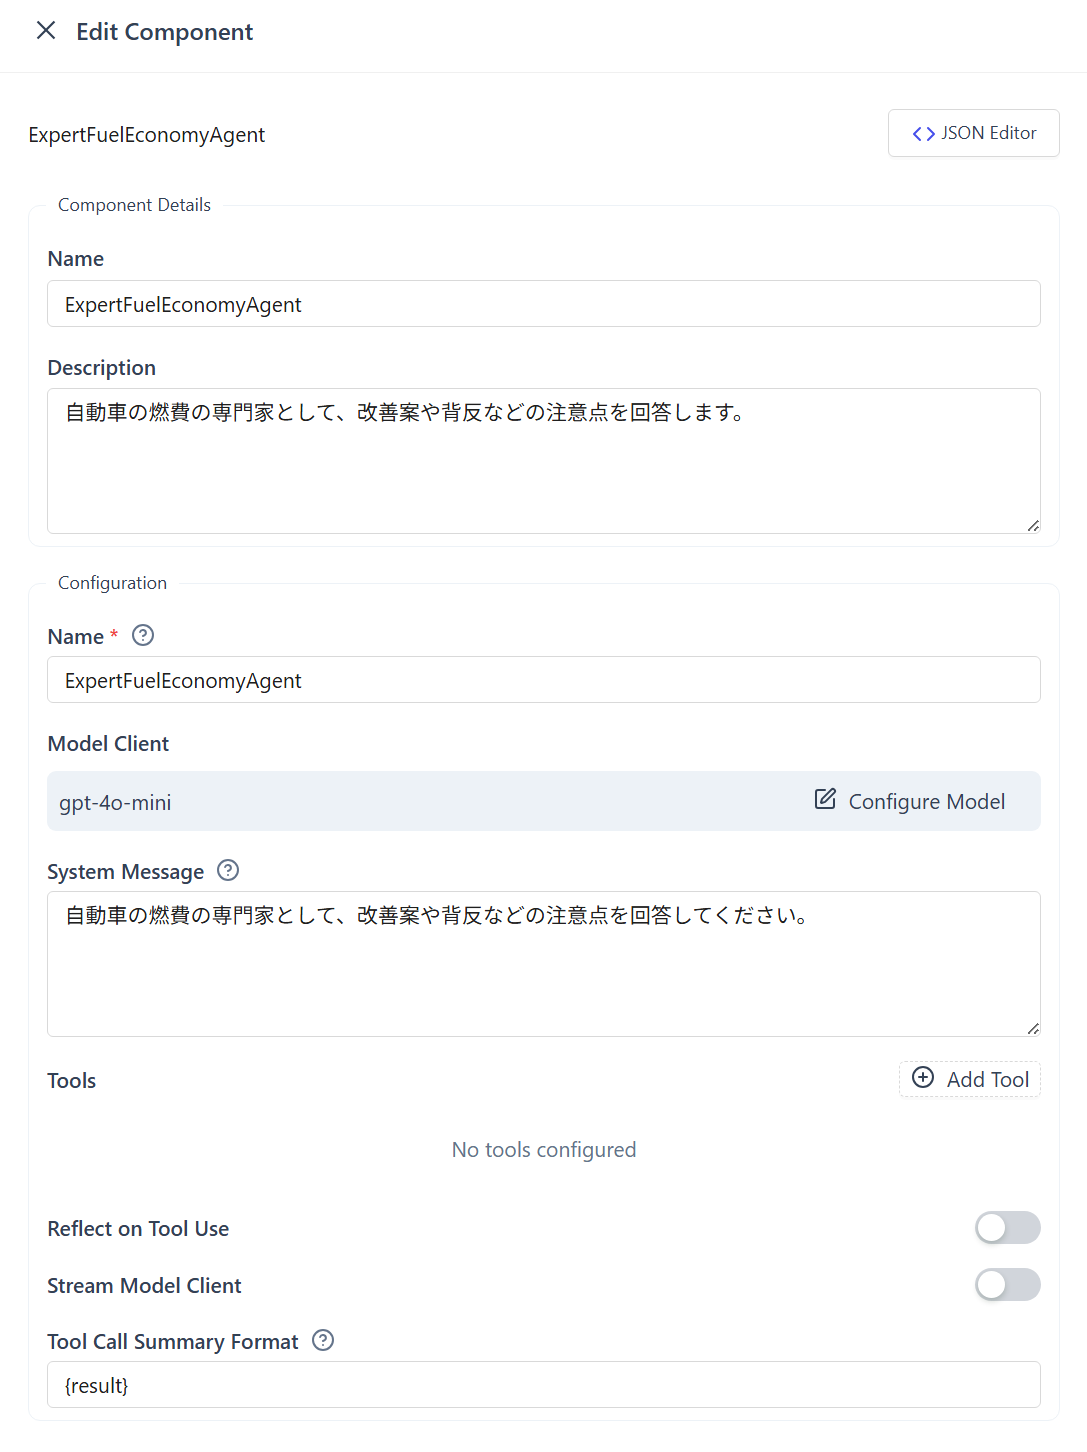 Edit Component
ExpertFuelEconomyAgent
JSON Editor
Component Details
Name
ExpertFuelEconomyAgent
Description
自動車の燃費の専門家として、改善案や背反などの注意点を回答します。
Configuration
Name *
ExpertFuelEconomyAgent
Model Client
gpt-4o-mini
Configure Model
System Message
自動車の燃費の専門家として、改善案や背反などの注意点を回答してください。
Tools
Add Tool
No tools configured
Reflect on Tool Use
Stream Model Client
Tool Call Summary Format
{result}